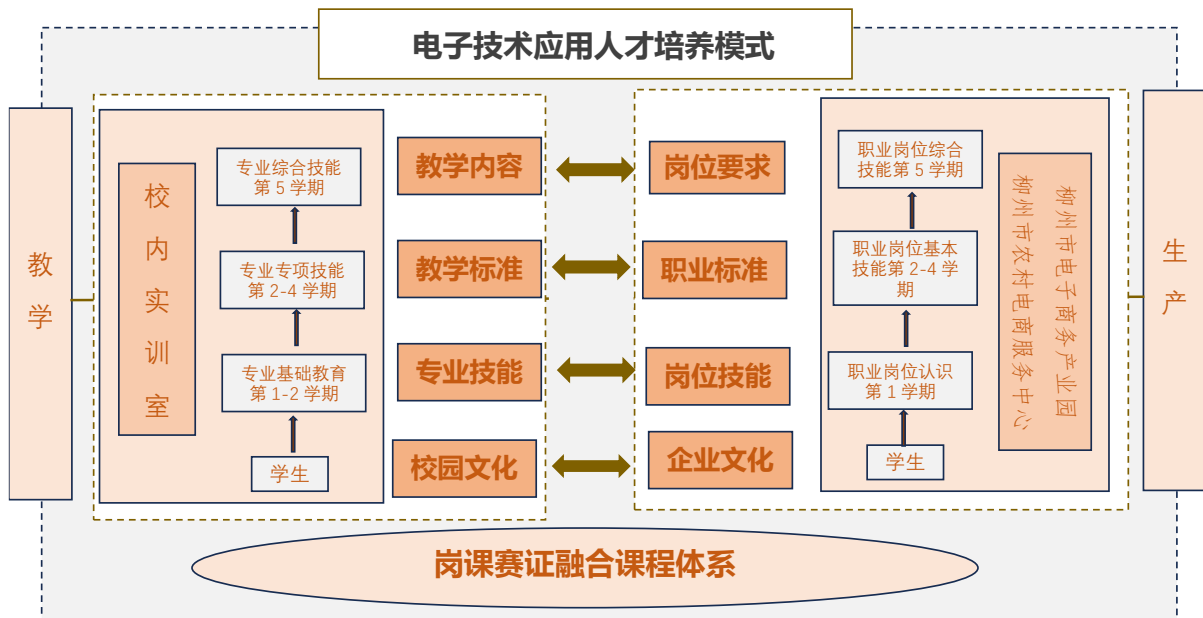 电子技术应用人才培养模式
教学
校内实训室
专业综合技能
第 5 学期
专业专项技能
第 2-4 学期
专业基础教育
第 1-2 学期
学生
教学内容
教学标准
专业技能
校园文化
岗位要求
职业标准
岗位技能
企业文化
职业岗位综合
技能第 5 学期
职业岗位基本
技能第 2-4 学
期
职业岗位认识
第 1 学期
学生
柳州市电子商务产业园
柳州市农村电商服务中心
生产
岗课赛证融合课程体系